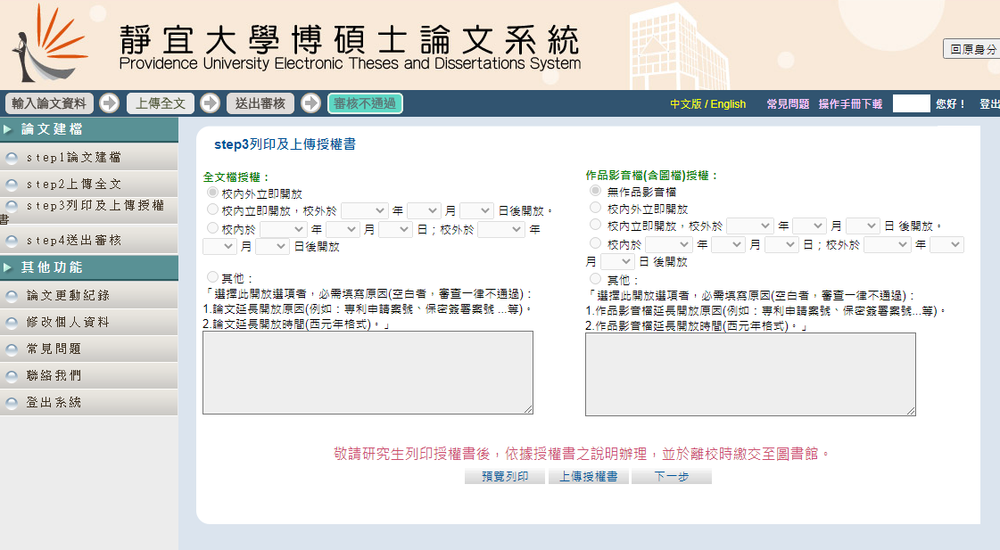 靜宜大學博碩士論文系統
Providence University Electronic Theses and Dissertations System
回原身分
輸入論文資料 上傳全文 送出審核 審核不通過
中文版 / English 常見問題 操作手冊下載 您好！ 登出
論文建檔
step1論文建檔
step2上傳全文
step3列印及上傳授權
書
step4送出審核
其他功能
論文更動紀錄
修改個人資料
常見問題
聯絡我們
登出系統
step3列印及上傳授權書
全文檔授權：
校內外立即開放
校內立即開放，校外於 年 月 日後開放。
校內於 年 月 日；校外於 年
月 日後開放
其他：
「選擇此開放選項者，必需填寫原因(空白者，審查一律不通過)：
1.論文延長開放原因(例如：專利申請案號、保密簽署案號 ...等)。
2.論文延長開放時間(西元年格式)。」
作品影音檔(含圖檔)授權：
無作品影音檔
校內外立即開放
校內立即開放，校外於 年 月 日 後開放。
校內於 年 月 日；校外於 年
月 日 後開放
其他：
「選擇此開放選項者，必需填寫原因(空白者，審查一律不通過)：
1.作品影音檔延長開放原因(例如：專利申請案號、保密簽署案號...等)。
2.作品影音檔延長開放時間(西元年格式)。」
敬請研究生列印授權書後，依據授權書之說明辦理，並於離校時繳交至圖書館。
預覽列印 上傳授權書 下一步